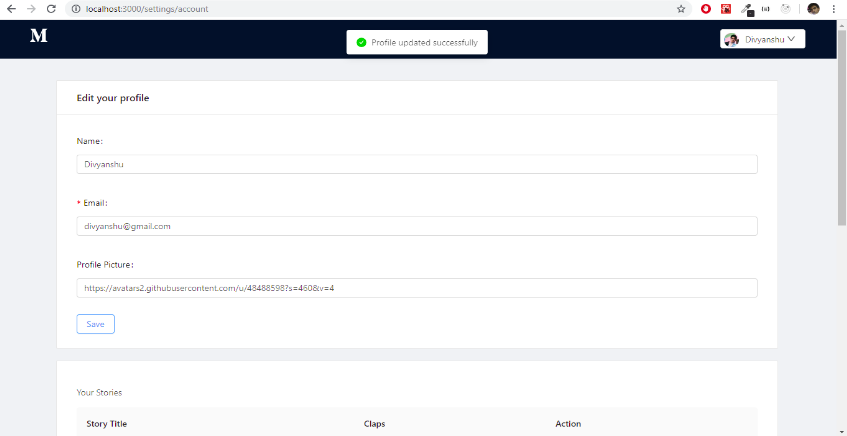 localhost:3000/settings/account
M
Profile updated successfully
Divyanshu
Edit your profile
Name:
Divyanshu
* Email:
divyanshu@gmail.com
Profile Picture:
https://avatars2.githubusercontent.com/u/48488598?s=460&v=4
Save
Your Stories
Story Title Claps Action